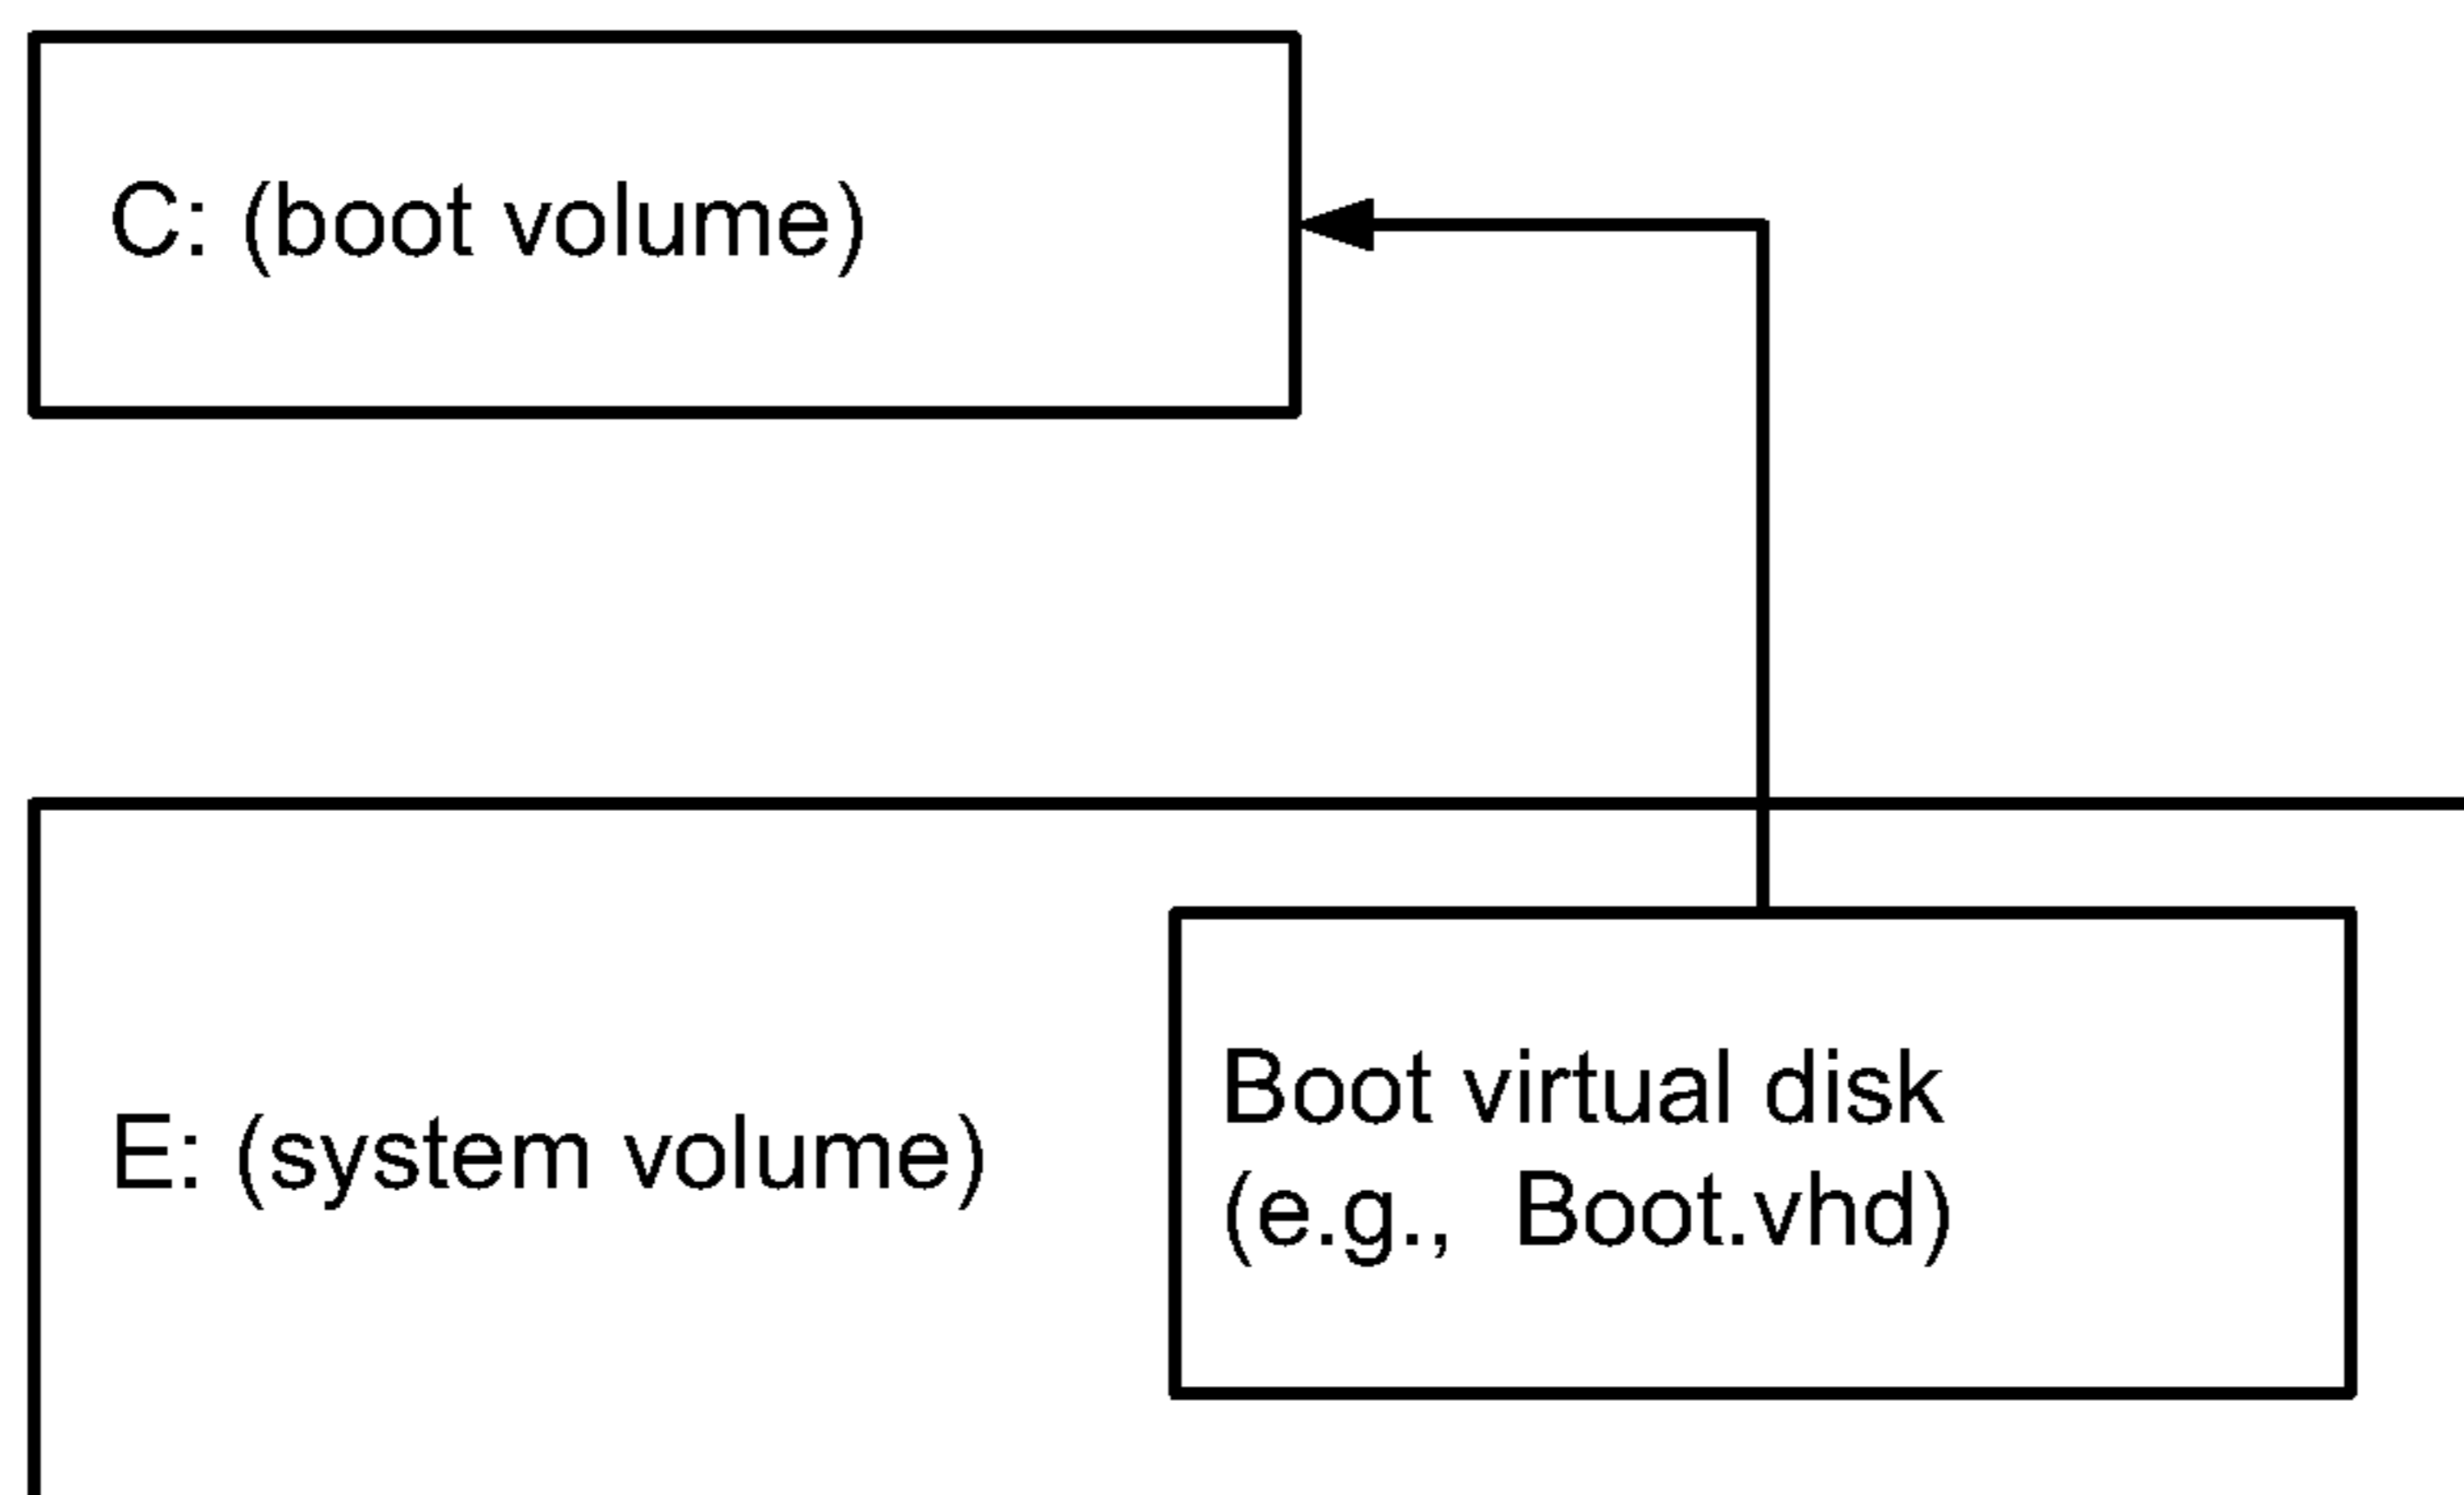 C: (boot volume)
E: (system volume)
Boot virtual disk
(e.g., Boot.vhd)